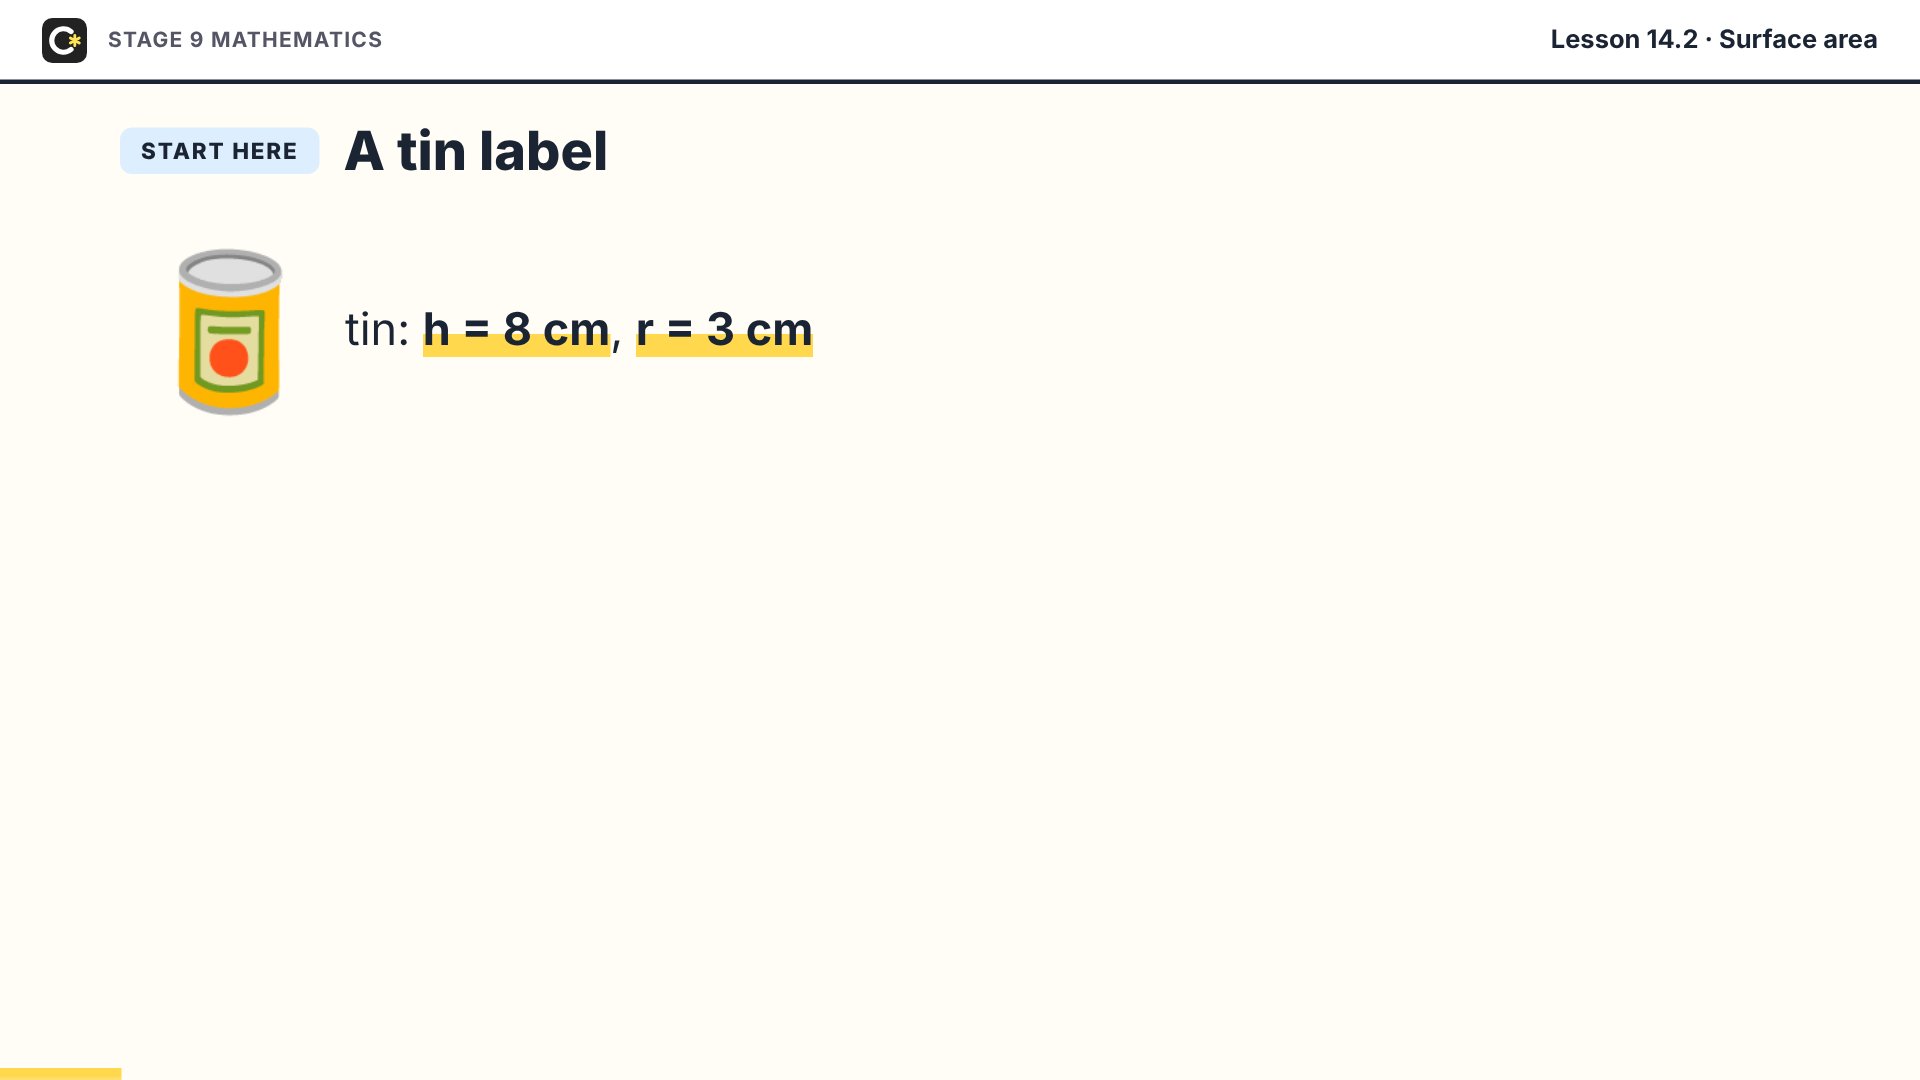 STAGE 9 MATHEMATICS
Lesson 14.2 · Surface area
START HERE
A tin label
tin: h = 8 cm, r = 3 cm